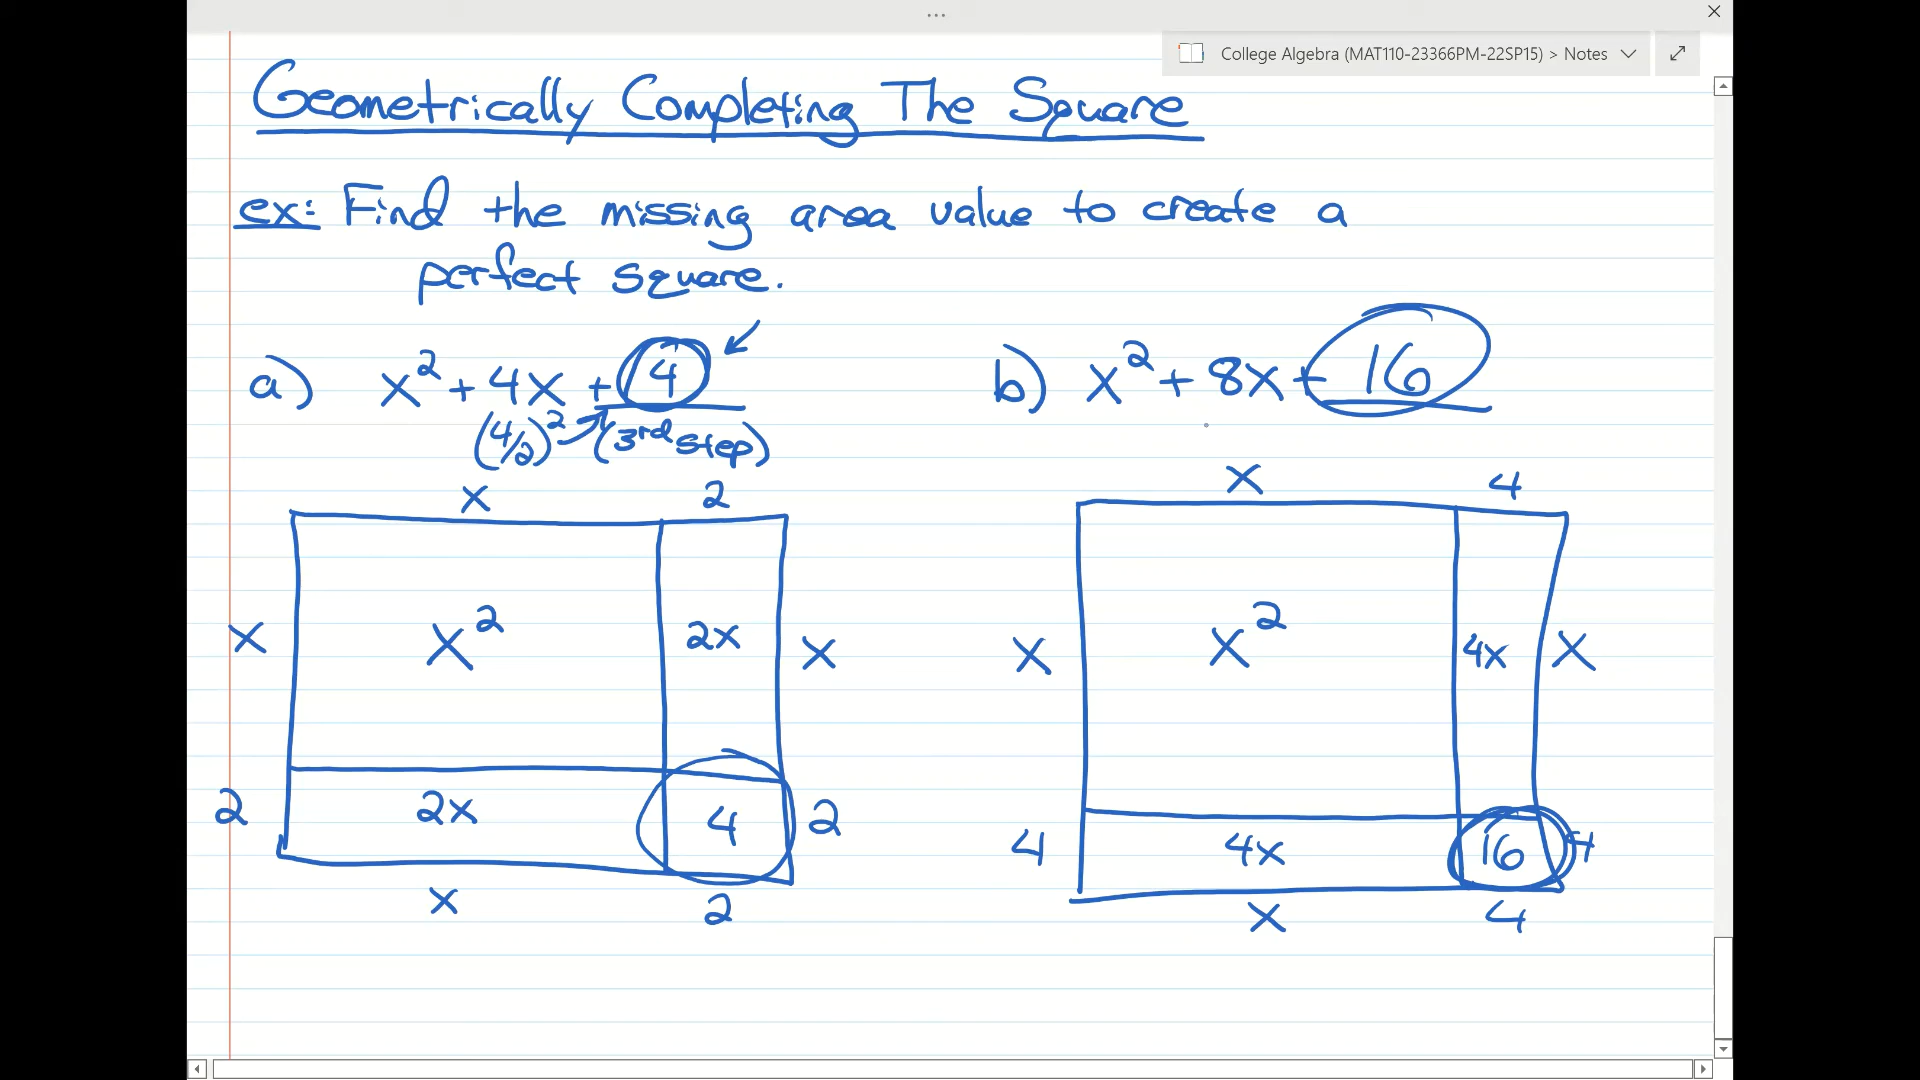 College Algebra (MAT110-23366PM-22SP15) > Notes
Geometrically Completing The Square
ex: Find the missing area value to create a
perfect square.
a) x² + 4x + 4
(4/2)² (3rd step)
b) x² + 8x + 16
x 2
x x² 2x x
2 2x 4 2
x 2
x 4
x x² 4x x
4 4x 16 4
x 4